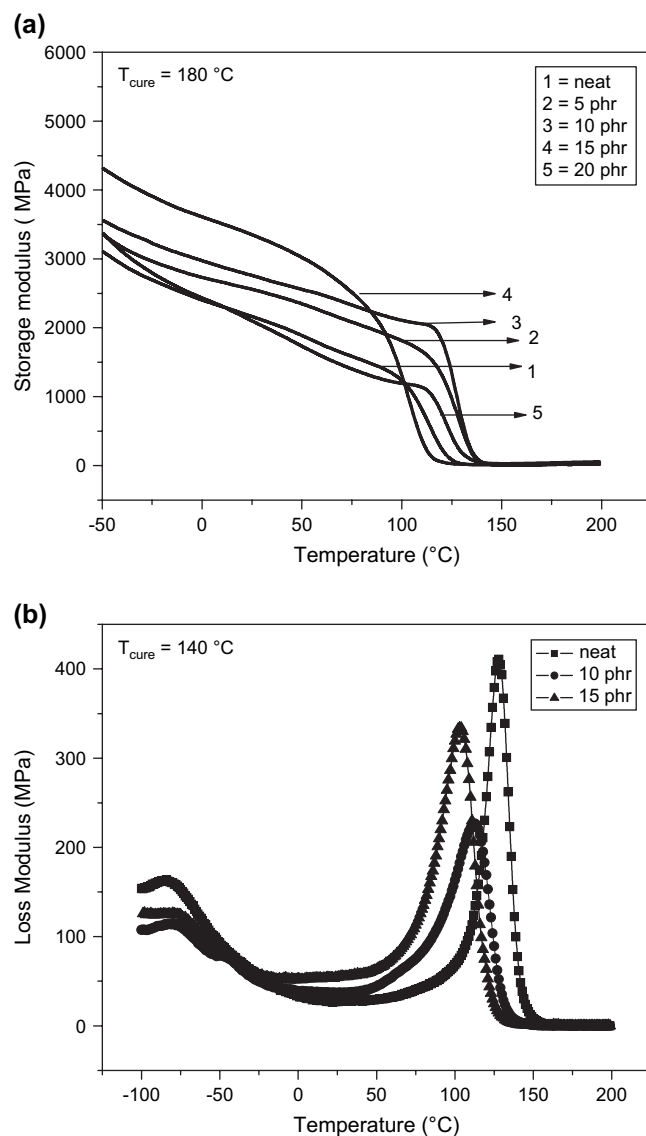 (a)
6000
5000
4000
3000
2000
1000
0
Storage modulus ( MPa)
T_cure = 180 °C
1 = neat
2 = 5 phr
3 = 10 phr
4 = 15 phr
5 = 20 phr
4
3
2
1
5
-50
0
50
100
150
200
Temperature (°C)
(b)
400
300
200
100
0
Loss Modulus (MPa)
T_cure = 140 °C
neat
10 phr
15 phr
-100
-50
0
50
100
150
200
Temperature (°C)